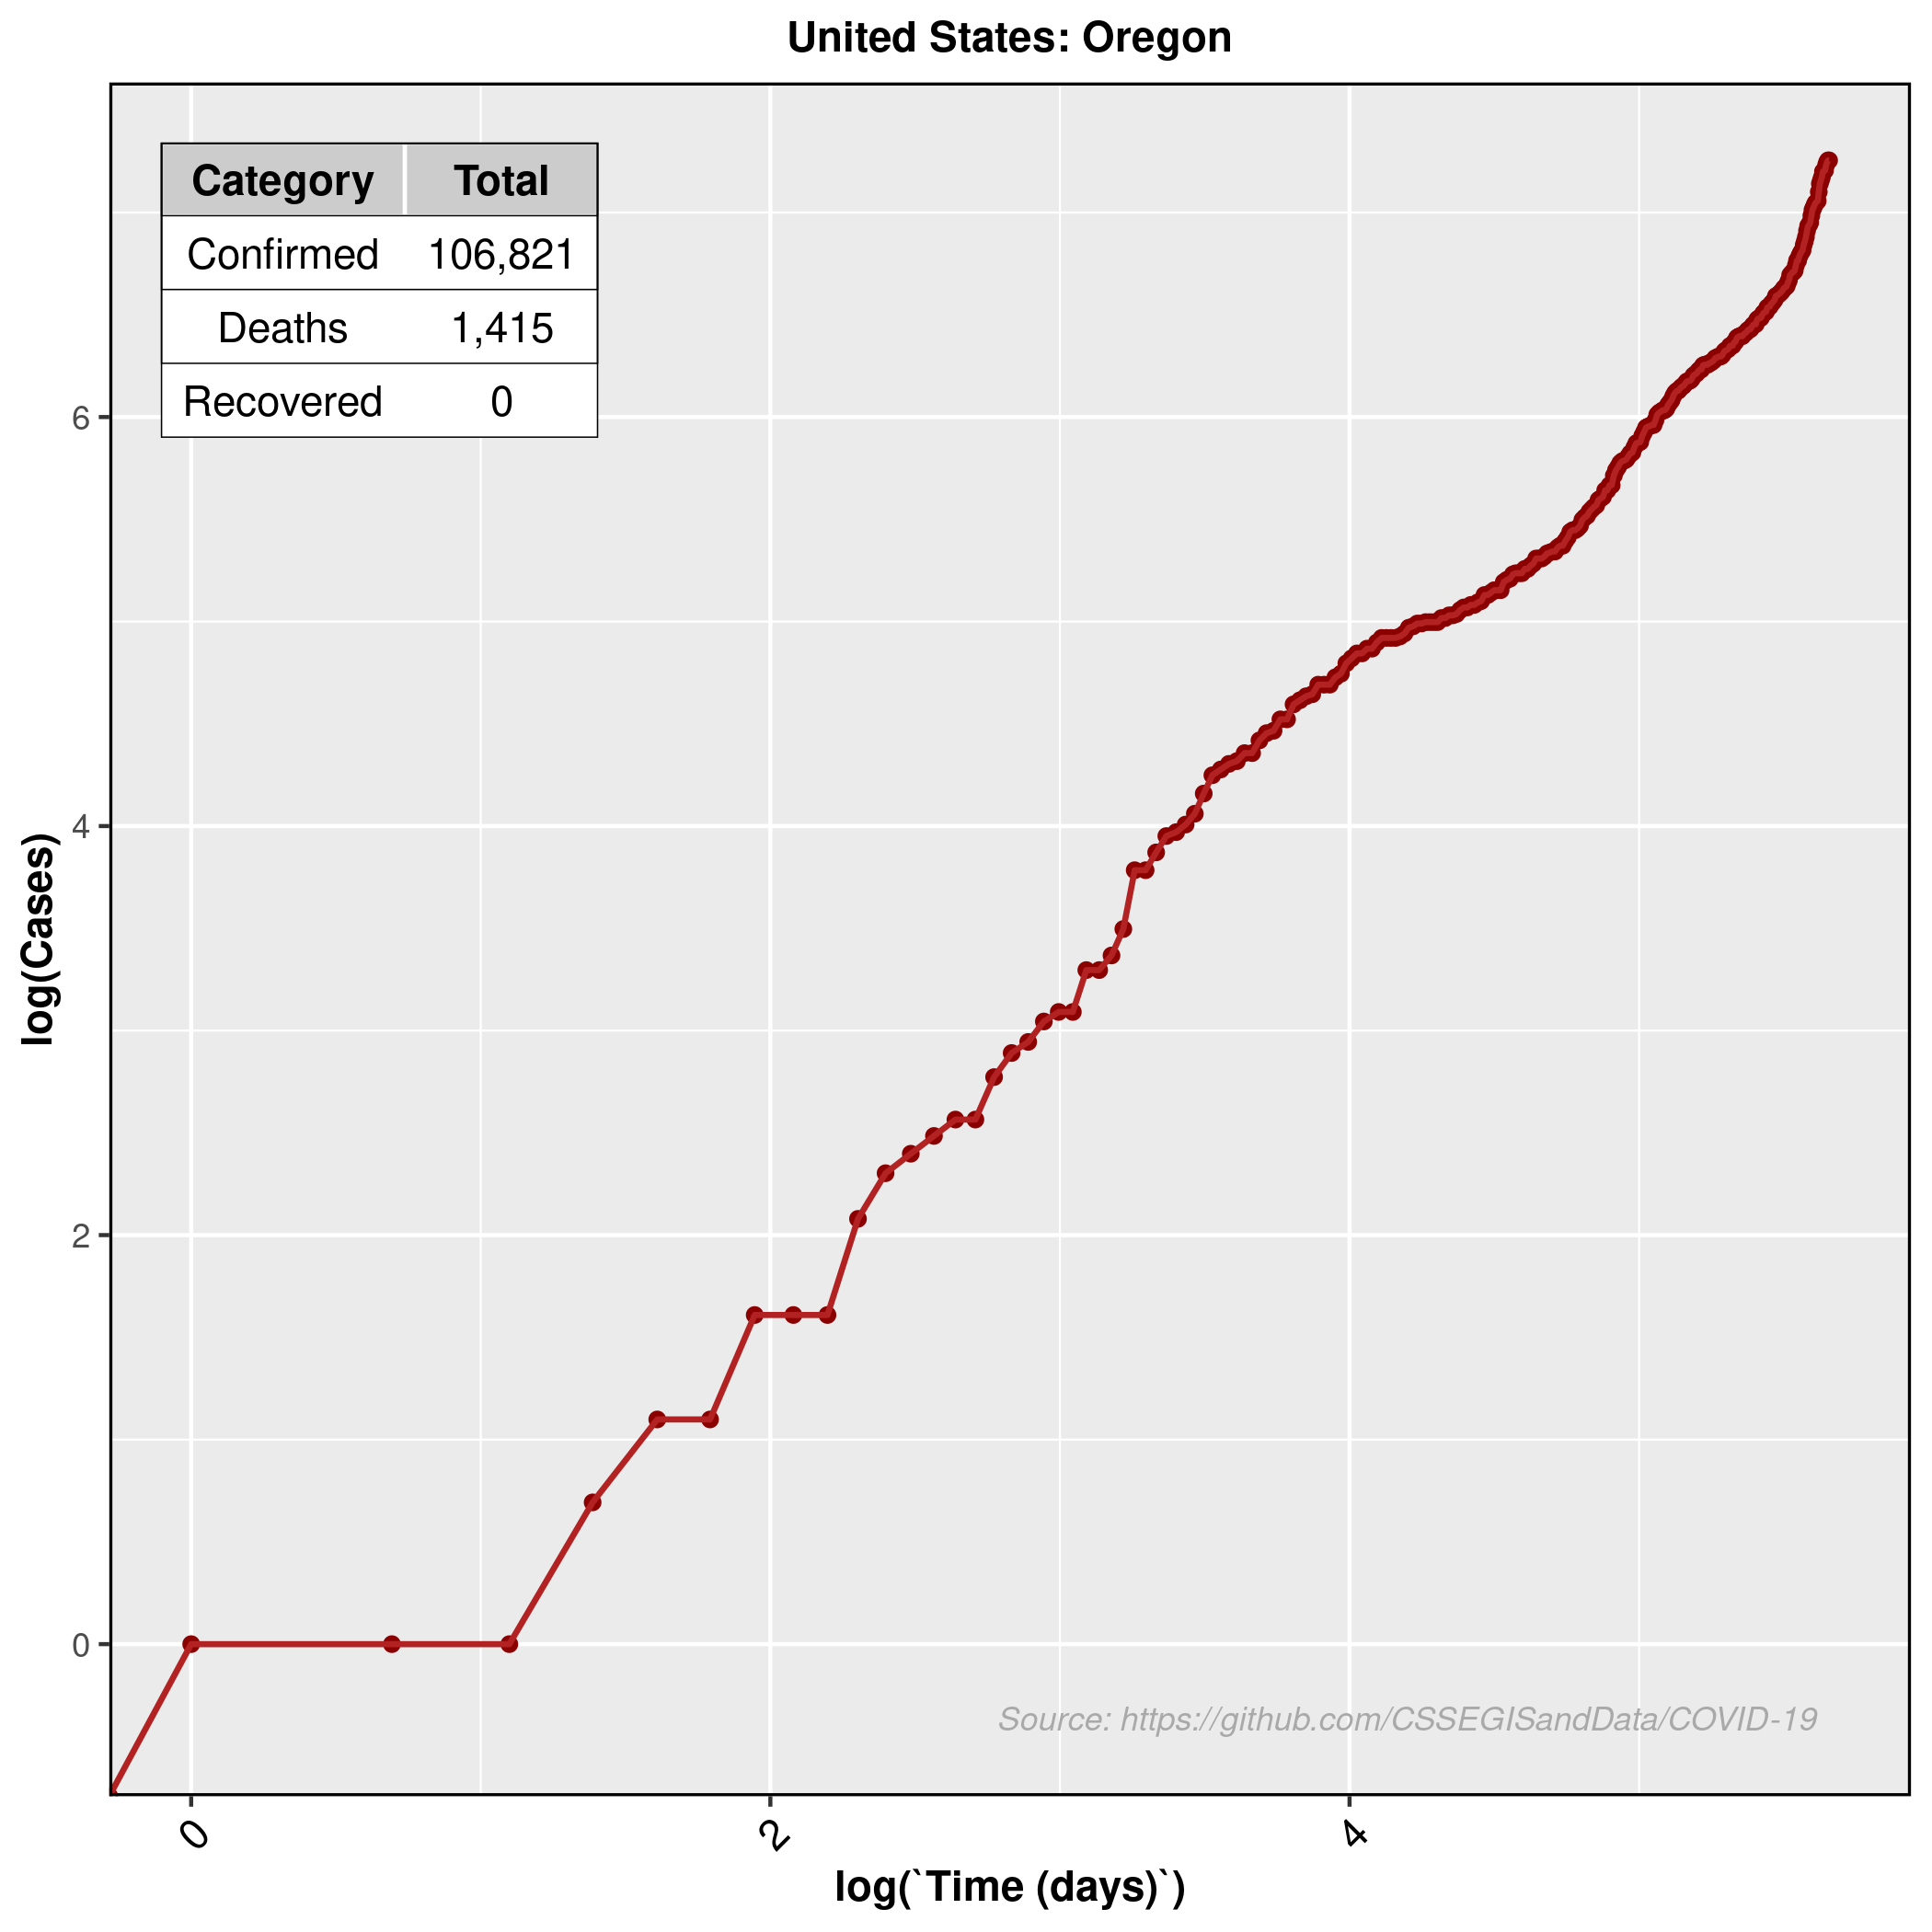 United States: Oregon
Category Total
Confirmed 106,821
Deaths 1,415
Recovered 0
6
4
2
0
log(Cases)
0 2 4
log(`Time (days)`)
Source: https://github.com/CSSEGISandData/COVID-19